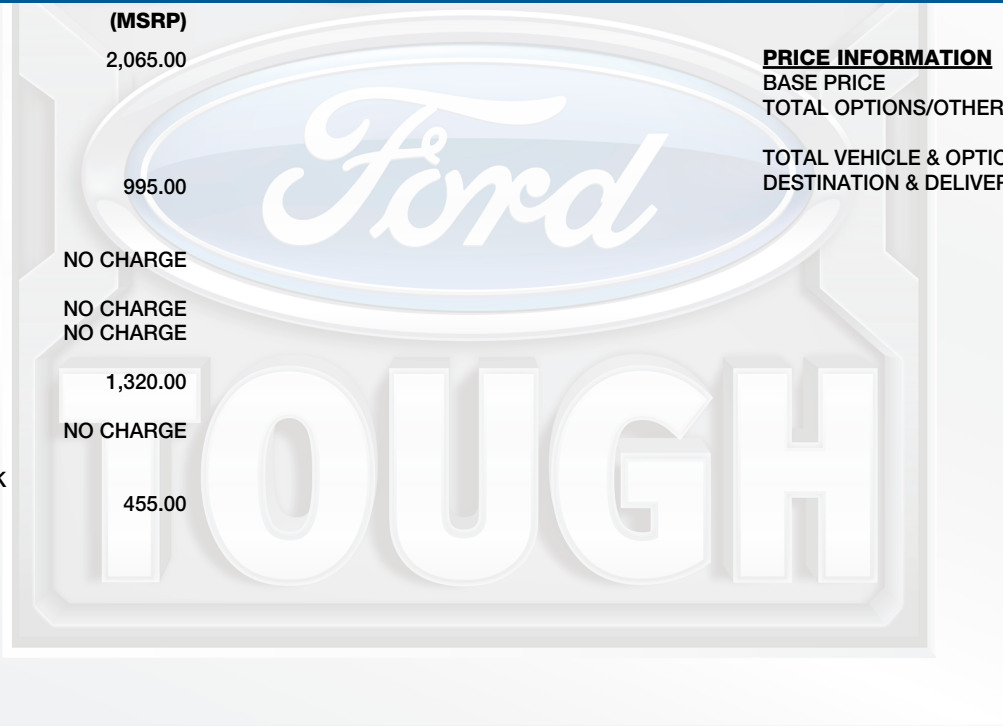 (MSRP)
2,065.00
995.00
NO CHARGE
NO CHARGE
NO CHARGE
1,320.00
NO CHARGE
455.00
PRICE INFORMATION
BASE PRICE
TOTAL OPTIONS/OTHER
TOTAL VEHICLE & OPTIO
DESTINATION & DELIVER
Ford
TOUGH